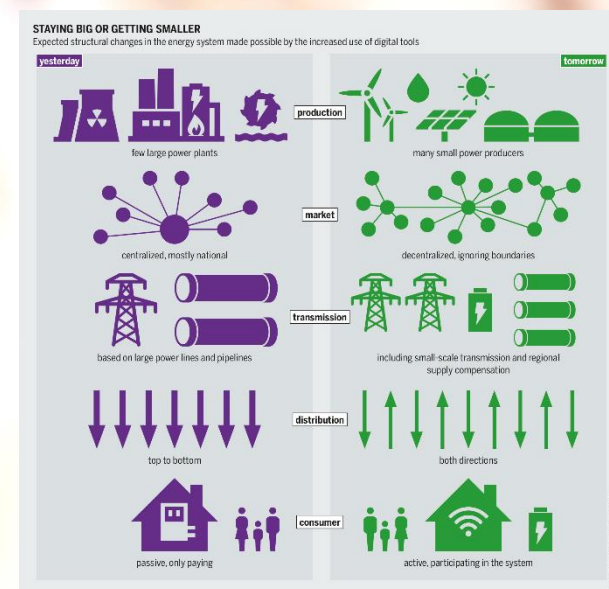 STAYING BIG OR GETTING SMALLER
Expected structural changes in the energy system made possible by the increased use of digital tools
yesterday
tomorrow
production
few large power plants
many small power producers
market
centralized, mostly national
decentralized, ignoring boundaries
transmission
based on large power lines and pipelines
including small-scale transmission and regional
supply compensation
distribution
top to bottom
both directions
consumer
passive, only paying
active, participating in the system